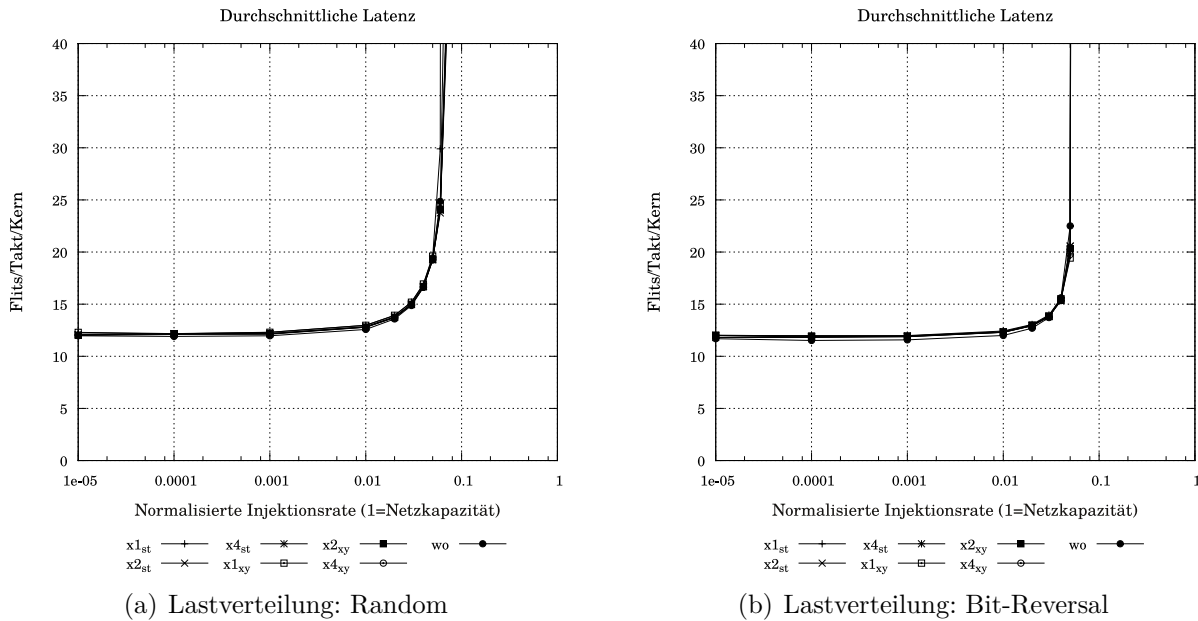 Durchschnittliche Latenz
40
35
30
25
20
15
10
5
0
Flits/Takt/Kern
1e-05 0.0001 0.001 0.01 0.1 1
Normalisierte Injektionsrate (1=Netzkapazität)
x1st x4st x2xy wo
x2st x1xy x4xy
(a) Lastverteilung: Random
Durchschnittliche Latenz
40
35
30
25
20
15
10
5
0
Flits/Takt/Kern
1e-05 0.0001 0.001 0.01 0.1 1
Normalisierte Injektionsrate (1=Netzkapazität)
x1st x4st x2xy wo
x2st x1xy x4xy
(b) Lastverteilung: Bit-Reversal